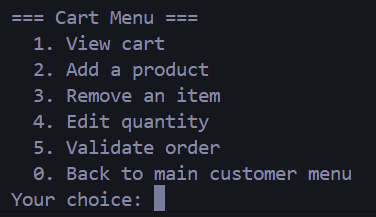 === Cart Menu ===
1. View cart
2. Add a product
3. Remove an item
4. Edit quantity
5. Validate order
0. Back to main customer menu
Your choice: